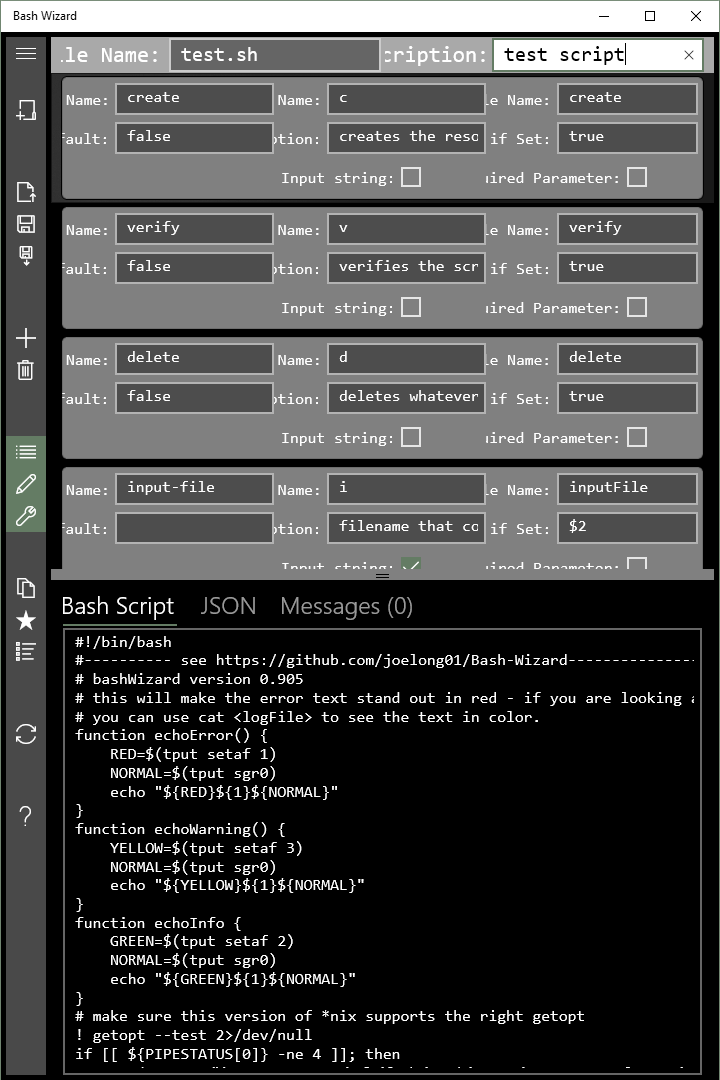 Bash Wizard
le Name: test.sh cription: test script
Name: create Name: c le Name: create
fault: false ption: creates the reso if Set: true
Input string: uired Parameter:
Name: verify Name: v le Name: verify
fault: false ption: verifies the scr if Set: true
Input string: uired Parameter:
Name: delete Name: d le Name: delete
fault: false ption: deletes whatever if Set: true
Input string: uired Parameter:
Name: input-file Name: i le Name: inputFile
fault: ption: filename that co if Set: $2
Input string: uired Parameter:
Bash Script JSON Messages (0)
#!/bin/bash
#---------- see https://github.com/joelong01/Bash-Wizard---------------
# bashWizard version 0.905
# this will make the error text stand out in red - if you are looking a
# you can use cat <logFile> to see the text in color.
function echoError() {
    RED=$(tput setaf 1)
    NORMAL=$(tput sgr0)
    echo "${RED}${1}${NORMAL}"
}
function echoWarning() {
    YELLOW=$(tput setaf 3)
    NORMAL=$(tput sgr0)
    echo "${YELLOW}${1}${NORMAL}"
}
function echoInfo {
    GREEN=$(tput setaf 2)
    NORMAL=$(tput sgr0)
    echo "${GREEN}${1}${NORMAL}"
}
# make sure this version of *nix supports the right getopt
! getopt --test 2>/dev/null
if [[ ${PIPESTATUS[0]} -ne 4 ]]; then